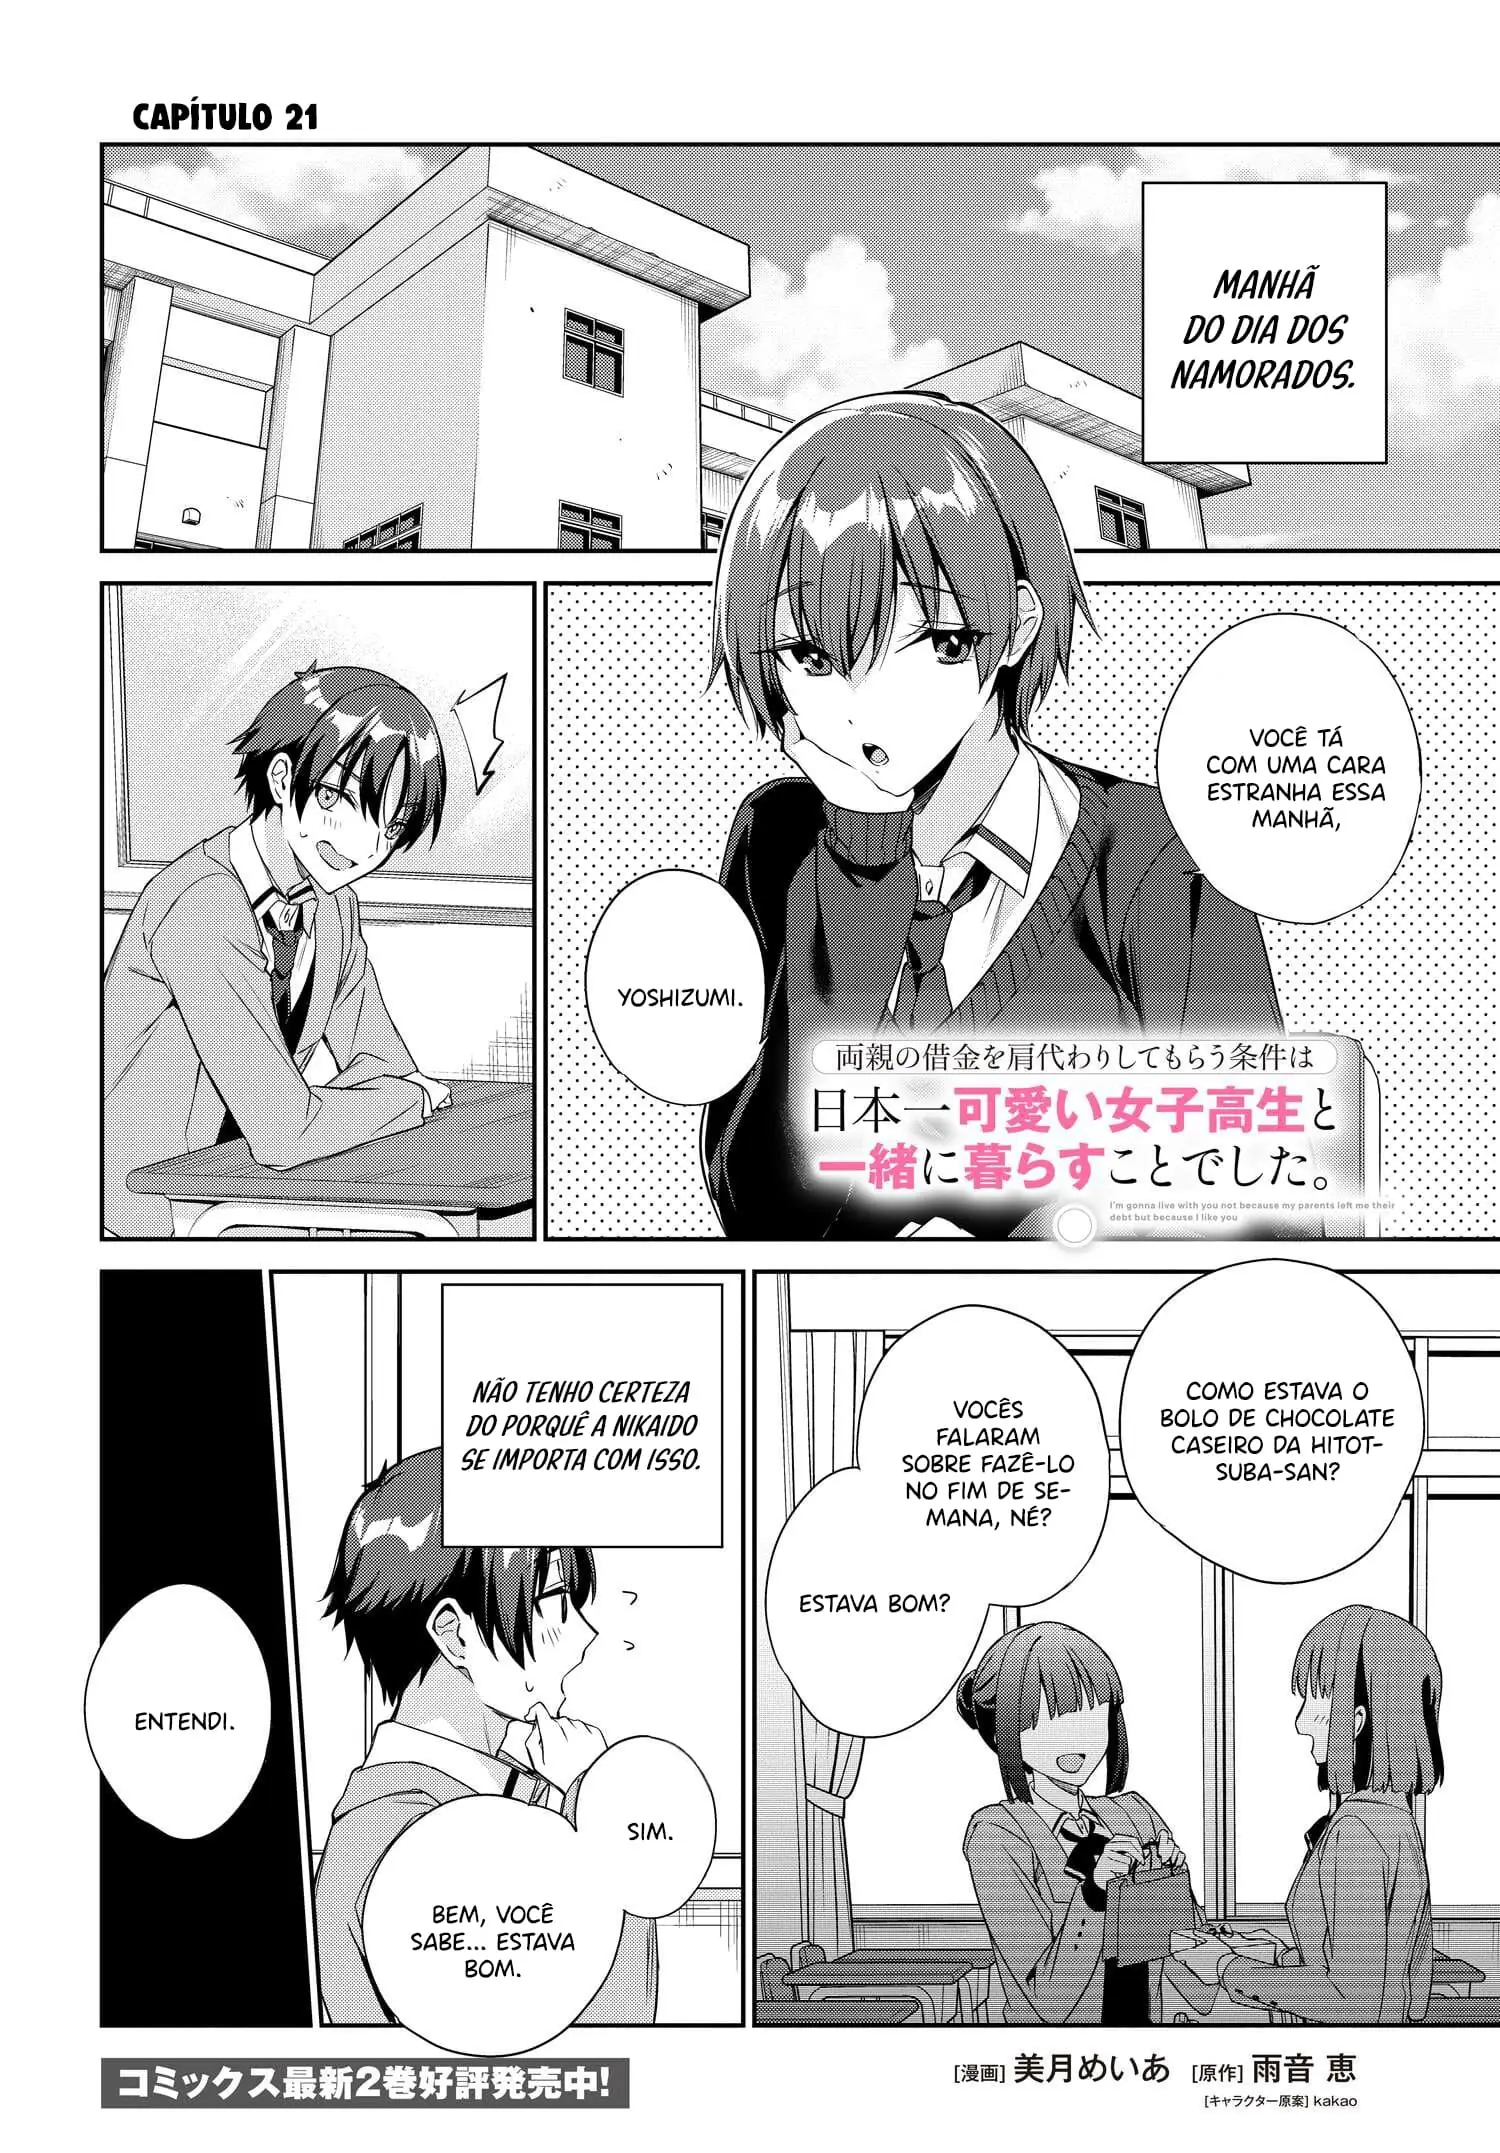 CAPÍTULO 21
MANHÃ
DO DIA DOS
NAMORADOS.
VOCÊ TÁ
COM UMA CARA
ESTRANHA ESSA
MANHÃ,
YOSHIZUMI.
両親の借金を肩代わりしてもらう条件は
日本一可愛い女子高生と
一緒に暮らすことでした。
I'm gonna live with you not because my parents left me their
debt but because I like you
COMO ESTAVA O
BOLO DE CHOCOLATE
CASEIRO DA HITOT-
SUBA-SAN?
VOCÊS
FALARAM
SOBRE FAZÊ-LO
NO FIM DE SE-
MANA, NÉ?
ESTAVA BOM?
NÃO TENHO CERTEZA
DO PORQUÊ A NIKAIDO
SE IMPORTA COM ISSO.
SIM.
BEM, VOCÊ
SABE... ESTAVA
BOM.
ENTENDI.
コミックス最新2巻好評発売中!
[漫画] 美月めいあ [原作] 雨音 恵
[キャラクター原案] kakao